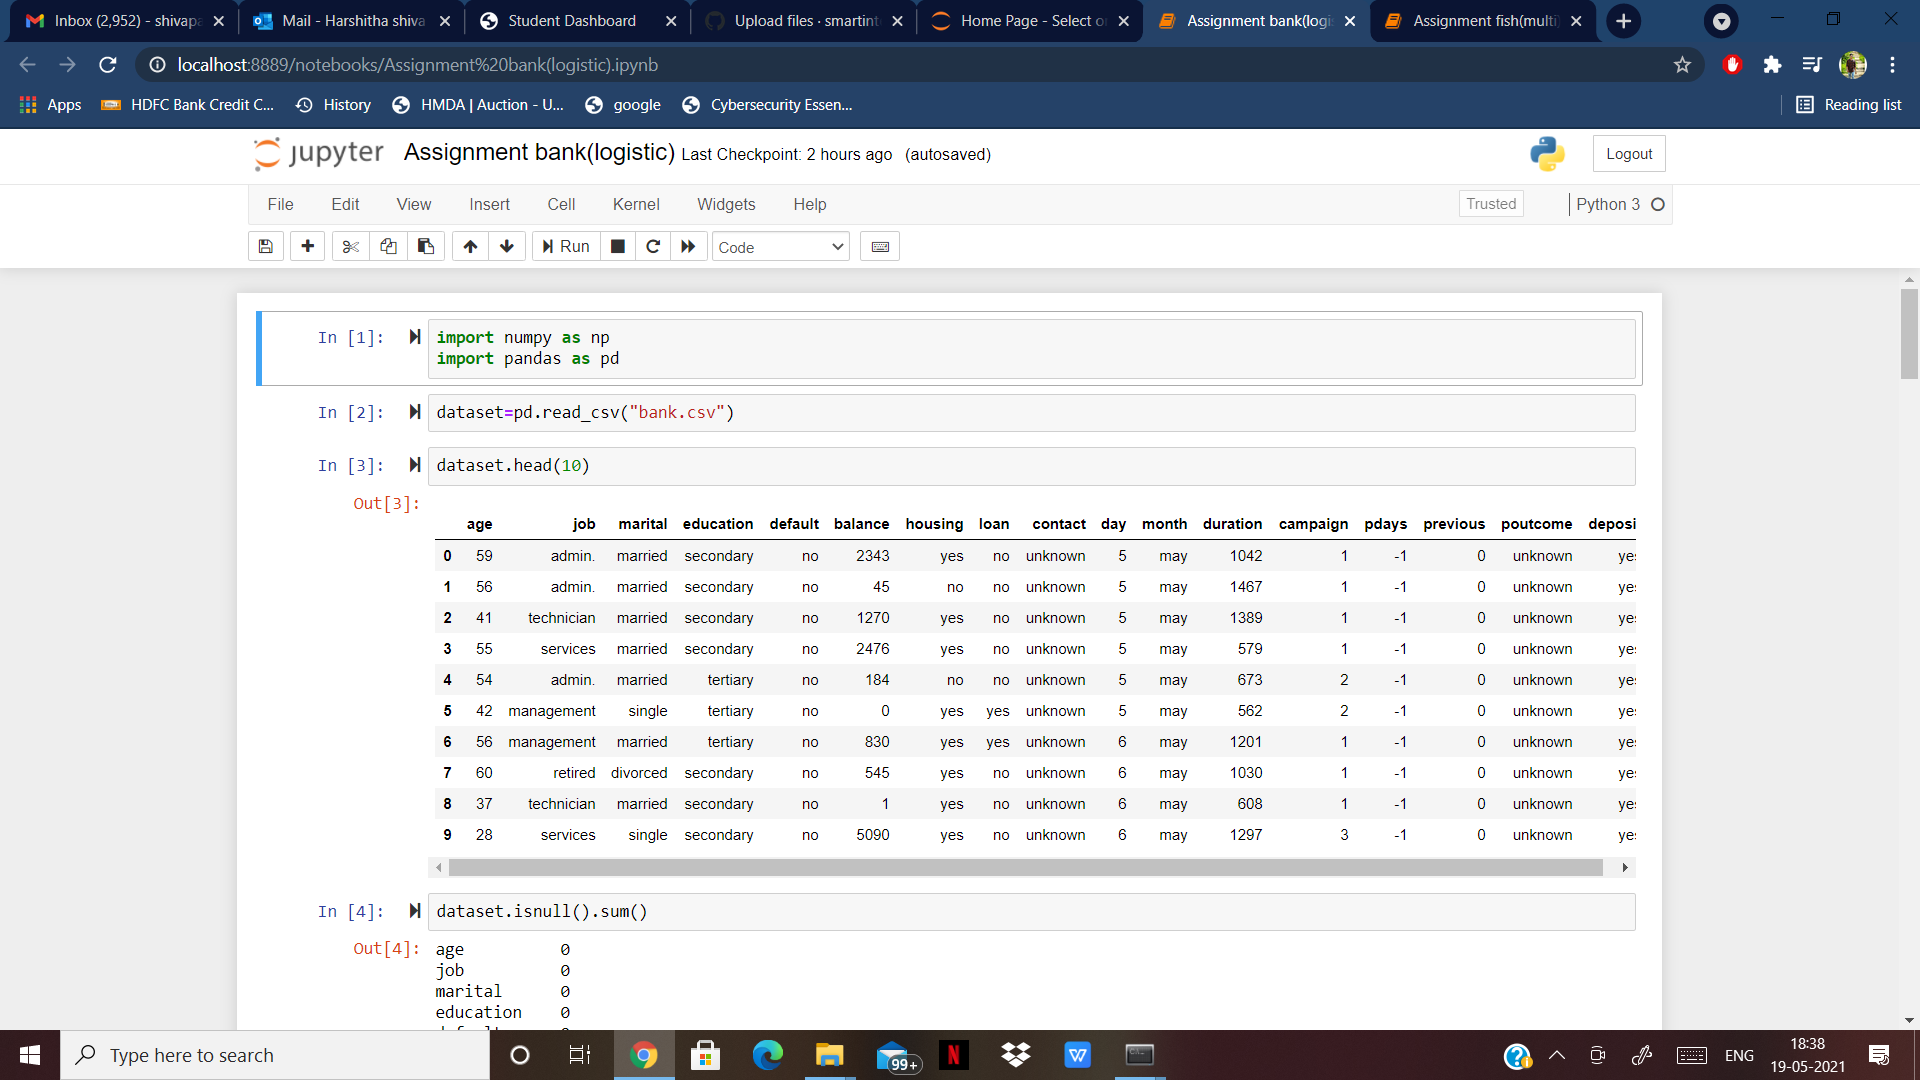 Inbox (2,952) - shivapa
Mail - Harshitha shiva
Student Dashboard
Upload files · smartint
Home Page - Select or
Assignment bank(logis
Assignment fish(multi
localhost:8889/notebooks/Assignment%20bank(logistic).ipynb
Apps
HDFC Bank Credit C...
History
HMDA | Auction - U...
google
Cybersecurity Essen...
Reading list
jupyter
Assignment bank(logistic) Last Checkpoint: 2 hours ago (autosaved)
Logout
File Edit View Insert Cell Kernel Widgets Help
Trusted
Python 3
Run
Code
In [1]:
import numpy as np
import pandas as pd
In [2]:
dataset=pd.read_csv("bank.csv")
In [3]:
dataset.head(10)
Out[3]:
age job marital education default balance housing loan contact day month duration campaign pdays previous poutcome deposi
0 59 admin. married secondary no 2343 yes no unknown 5 may 1042 1 -1 0 unknown yes
1 56 admin. married secondary no 45 no no unknown 5 may 1467 1 -1 0 unknown yes
2 41 technician married secondary no 1270 yes no unknown 5 may 1389 1 -1 0 unknown yes
3 55 services married secondary no 2476 yes no unknown 5 may 579 1 -1 0 unknown yes
4 54 admin. married tertiary no 184 no no unknown 5 may 673 2 -1 0 unknown yes
5 42 management single tertiary no 0 yes yes unknown 5 may 562 2 -1 0 unknown yes
6 56 management married tertiary no 830 yes yes unknown 6 may 1201 1 -1 0 unknown yes
7 60 retired divorced secondary no 545 yes no unknown 6 may 1030 1 -1 0 unknown yes
8 37 technician married secondary no 1 yes no unknown 6 may 608 1 -1 0 unknown yes
9 28 services single secondary no 5090 yes no unknown 6 may 1297 3 -1 0 unknown yes
In [4]:
dataset.isnull().sum()
Out[4]:
age 0
job 0
marital 0
education 0
default 0
Type here to search
99+
N
W
ENG
18:38
19-05-2021